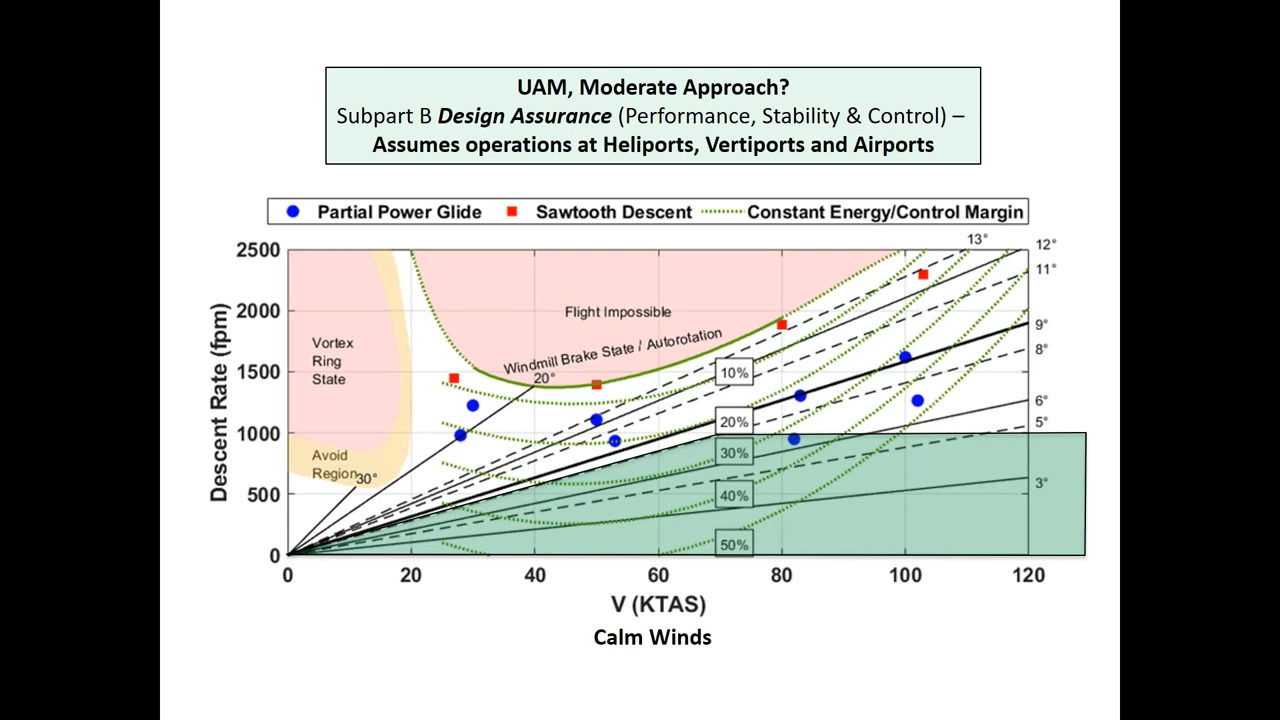 UAM, Moderate Approach?
Subpart B Design Assurance (Performance, Stability & Control) –
Assumes operations at Heliports, Vertiports and Airports
Partial Power Glide Sawtooth Descent Constant Energy/Control Margin
13°
12°
11°
9°
8°
6°
5°
3°
2500
2000
1500
1000
500
0
Descent Rate (fpm)
Flight Impossible
Vortex
Ring
State
Windmill Brake State / Autorotation
20°
10%
20%
30%
40%
50%
Avoid
Region
30°
0 20 40 60 80 100 120
V (KTAS)
Calm Winds